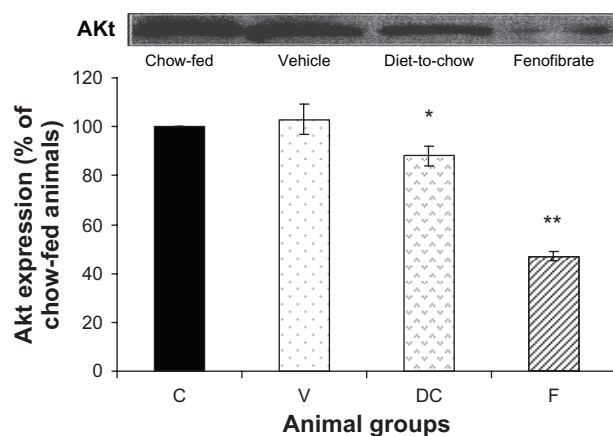 AKt
Chow-fed Vehicle Diet-to-chow Fenofibrate
Akt expression (% of
chow-fed animals)
120
100
80
60
40
20
0
*
**
C V DC F
Animal groups